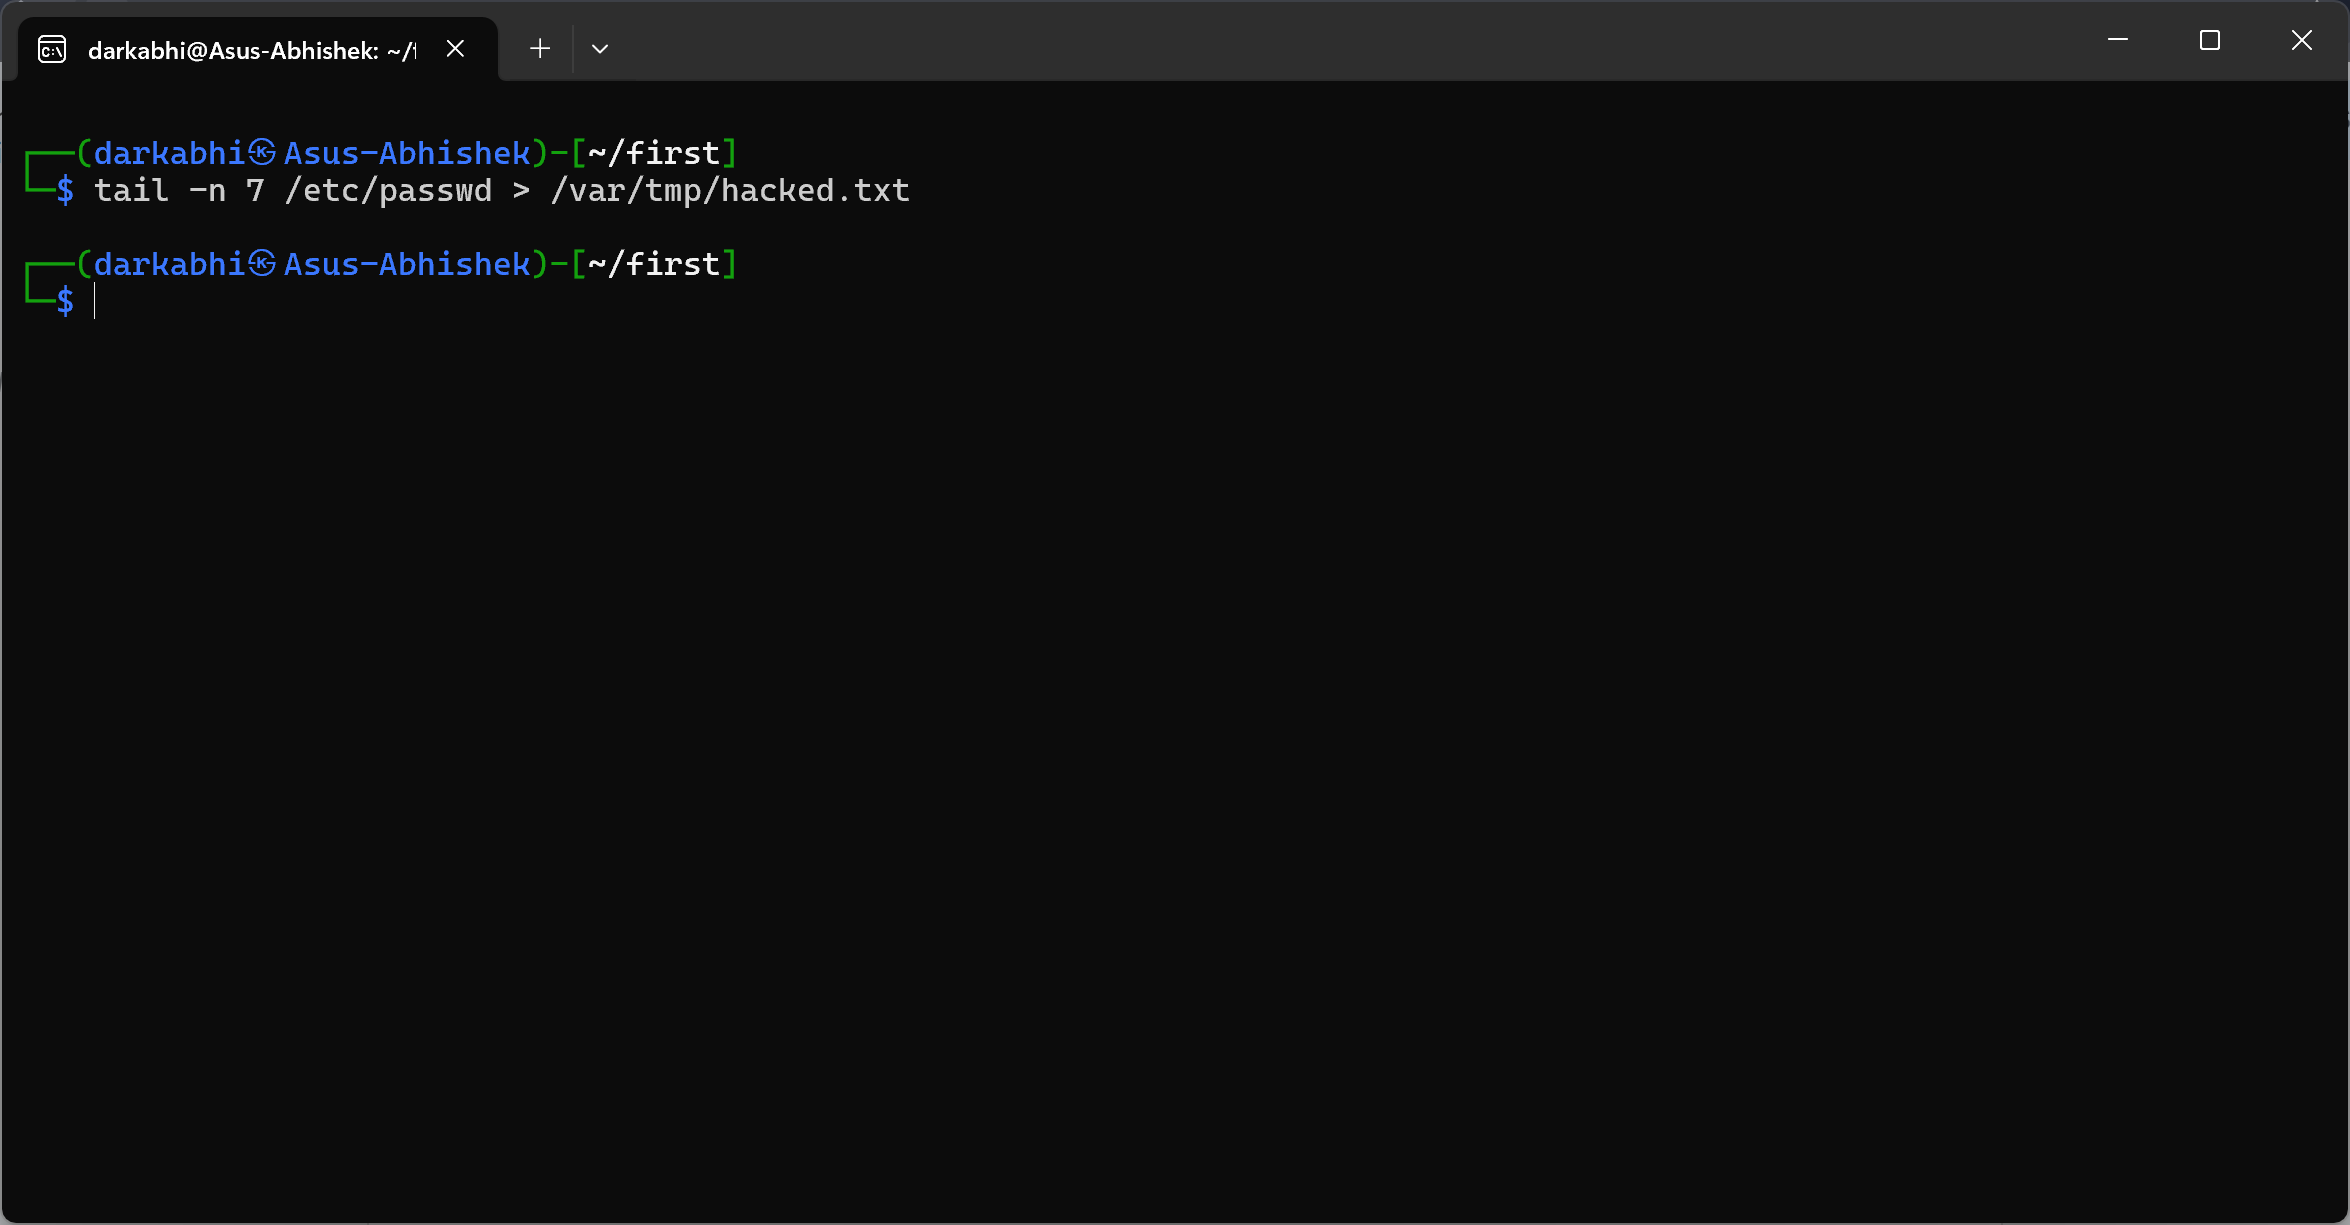 darkabhi@Asus-Abhishek: ~/f
┌──(darkabhi㉿Asus-Abhishek)-[~/first]
└─$ tail -n 7 /etc/passwd > /var/tmp/hacked.txt
┌──(darkabhi㉿Asus-Abhishek)-[~/first]
└─$